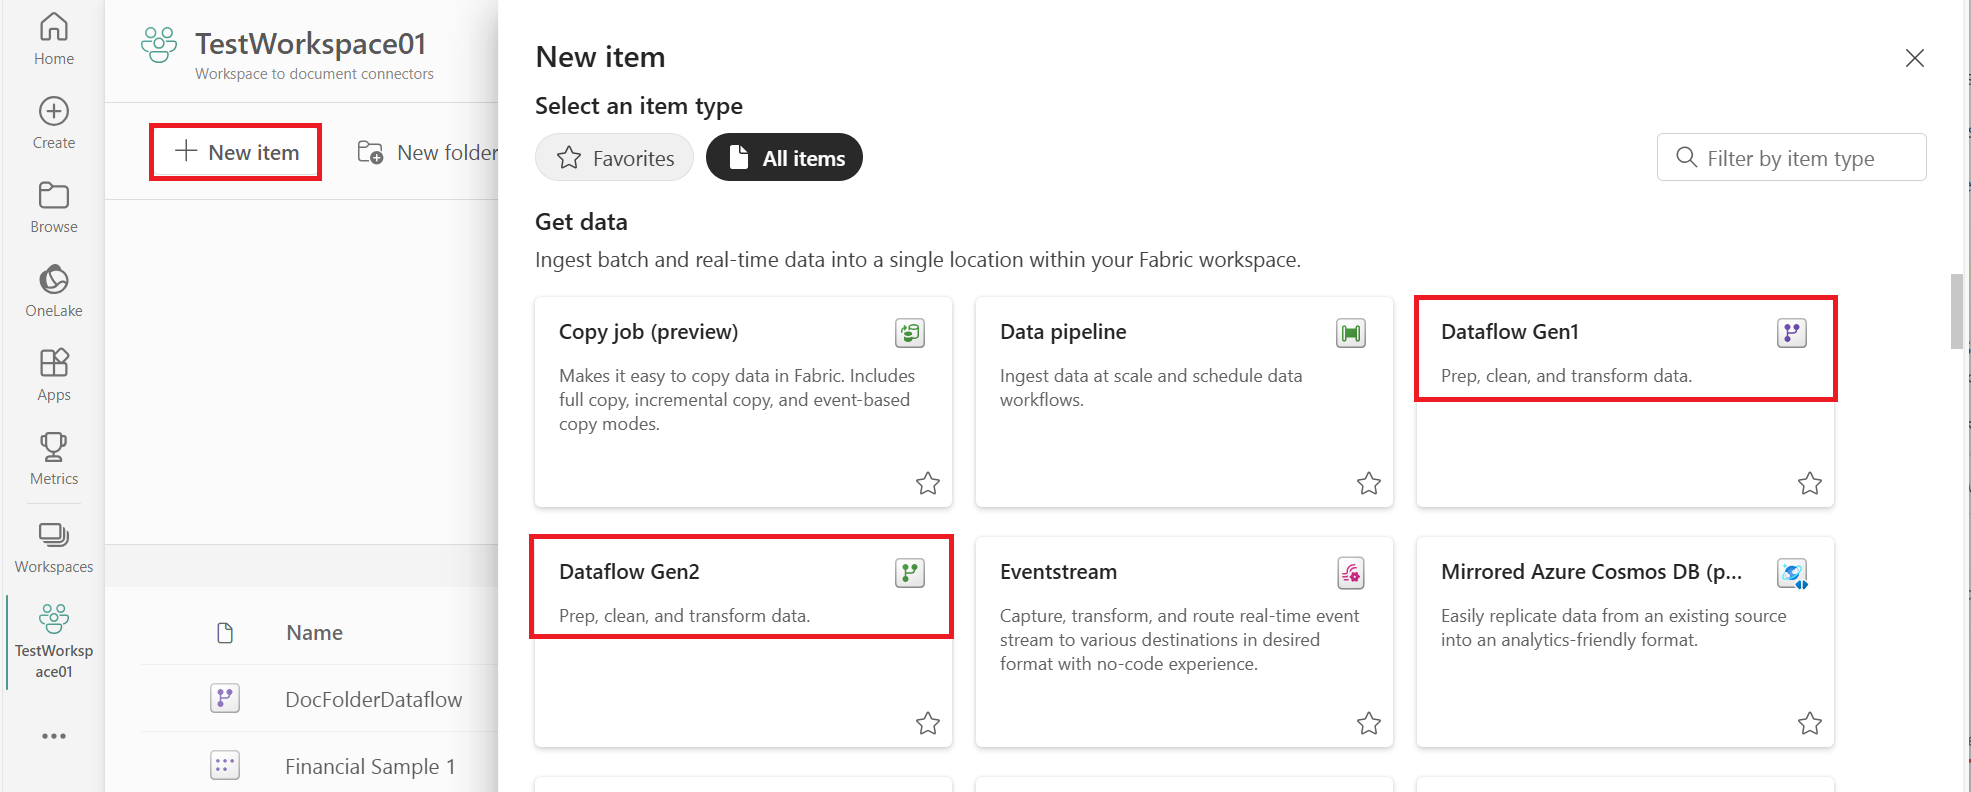 Home
Create
Browse
OneLake
Apps
Metrics
Workspaces
TestWorksp
ace01
TestWorkspace01
Workspace to document connectors
New item
New folder
Name
DocFolderDataflow
Financial Sample 1
New item
Select an item type
Favorites
All items
Filter by item type
Get data
Ingest batch and real-time data into a single location within your Fabric workspace.
Copy job (preview)
Makes it easy to copy data in Fabric. Includes
full copy, incremental copy, and event-based
copy modes.
Data pipeline
Ingest data at scale and schedule data
workflows.
Dataflow Gen1
Prep, clean, and transform data.
Dataflow Gen2
Prep, clean, and transform data.
Eventstream
Capture, transform, and route real-time event
stream to various destinations in desired
format with no-code experience.
Mirrored Azure Cosmos DB (p...
Easily replicate data from an existing source
into an analytics-friendly format.